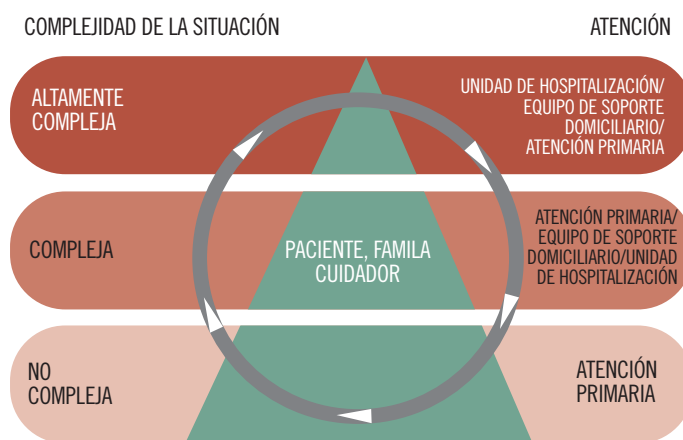 COMPLEJIDAD DE LA SITUACIÓN
ATENCIÓN
ALTAMENTE
COMPLEJA
UNIDAD DE HOSPITALIZACIÓN/
EQUIPO DE SOPORTE
DOMICILIARIO/
ATENCIÓN PRIMARIA
COMPLEJA
PACIENTE, FAMILA
CUIDADOR
ATENCIÓN PRIMARIA/
EQUIPO DE SOPORTE
DOMICILIARIO/UNIDAD
DE HOSPITALIZACIÓN
NO
COMPLEJA
ATENCIÓN
PRIMARIA